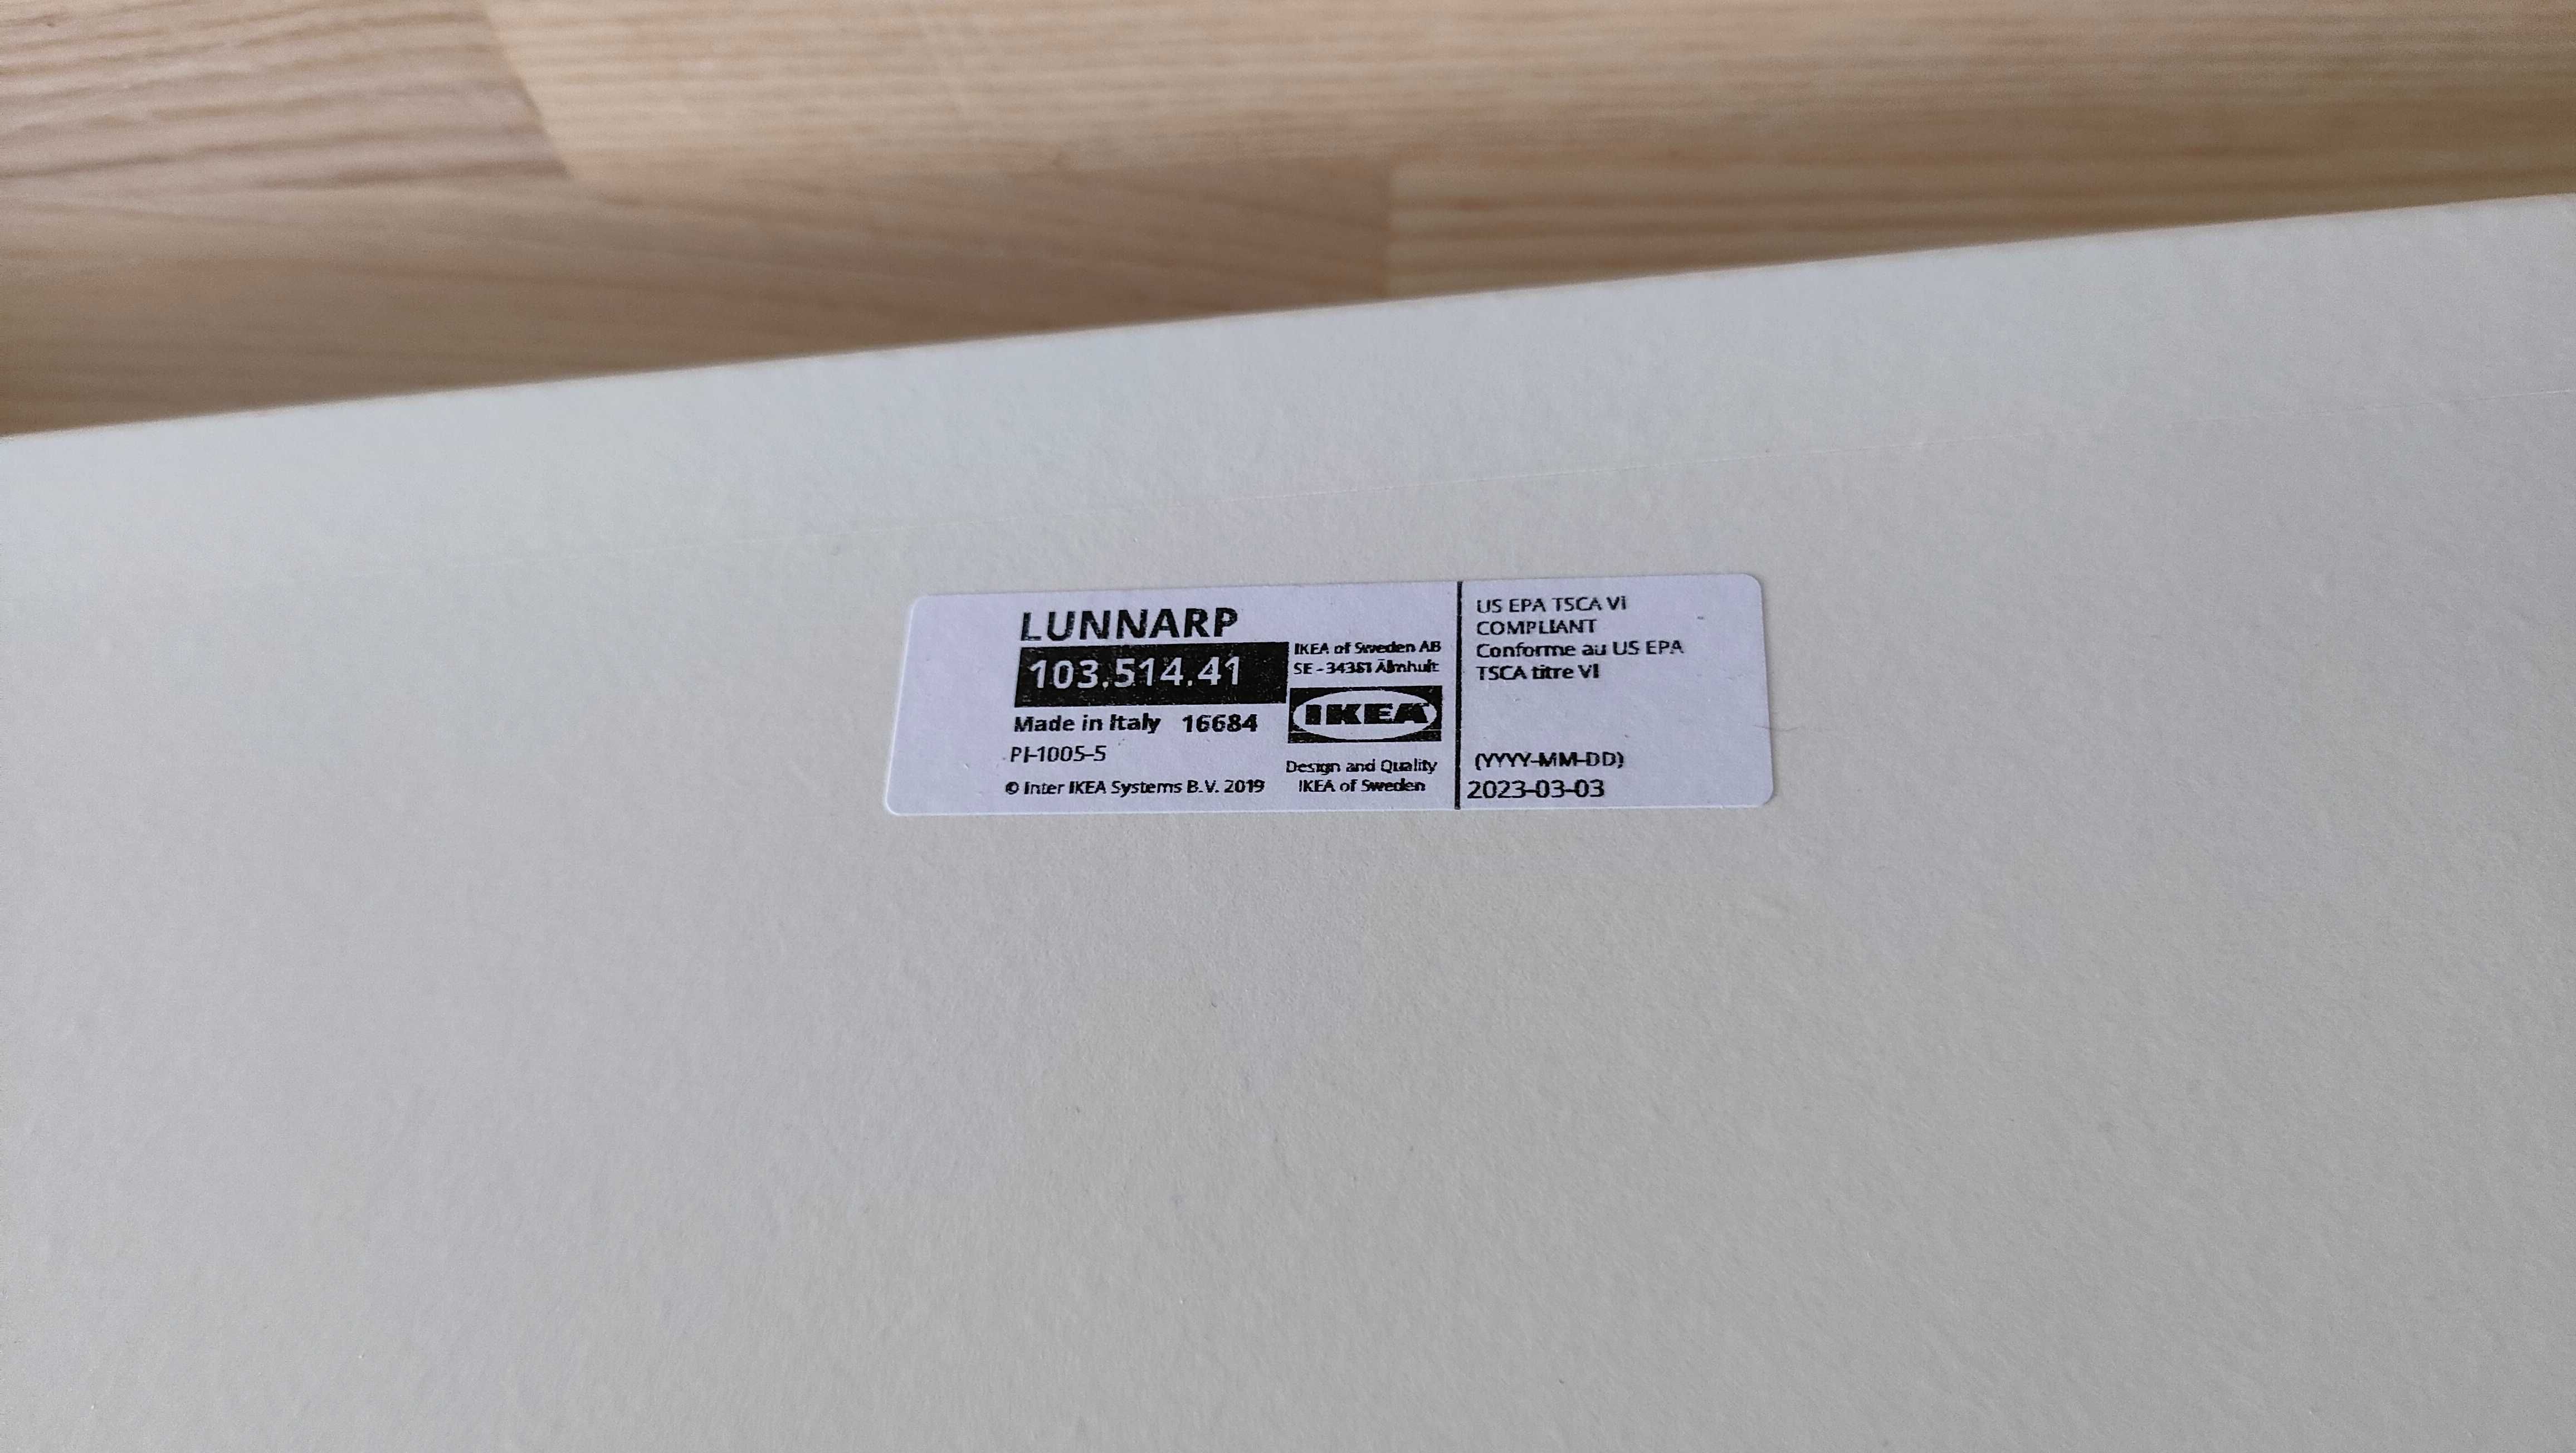 LUNNARP
103.514.41
Made in Italy 16684
PI-1005-5
© Inter IKEA Systems B.V. 2019
IKEA of Sweden AB
SE - 34381 Älmhult
IKEA
Design and Quality
IKEA of Sweden
US EPA TSCA VI
COMPLIANT
Conforme au US EPA
TSCA titre VI
(YYYY-MM-DD)
2023-03-03